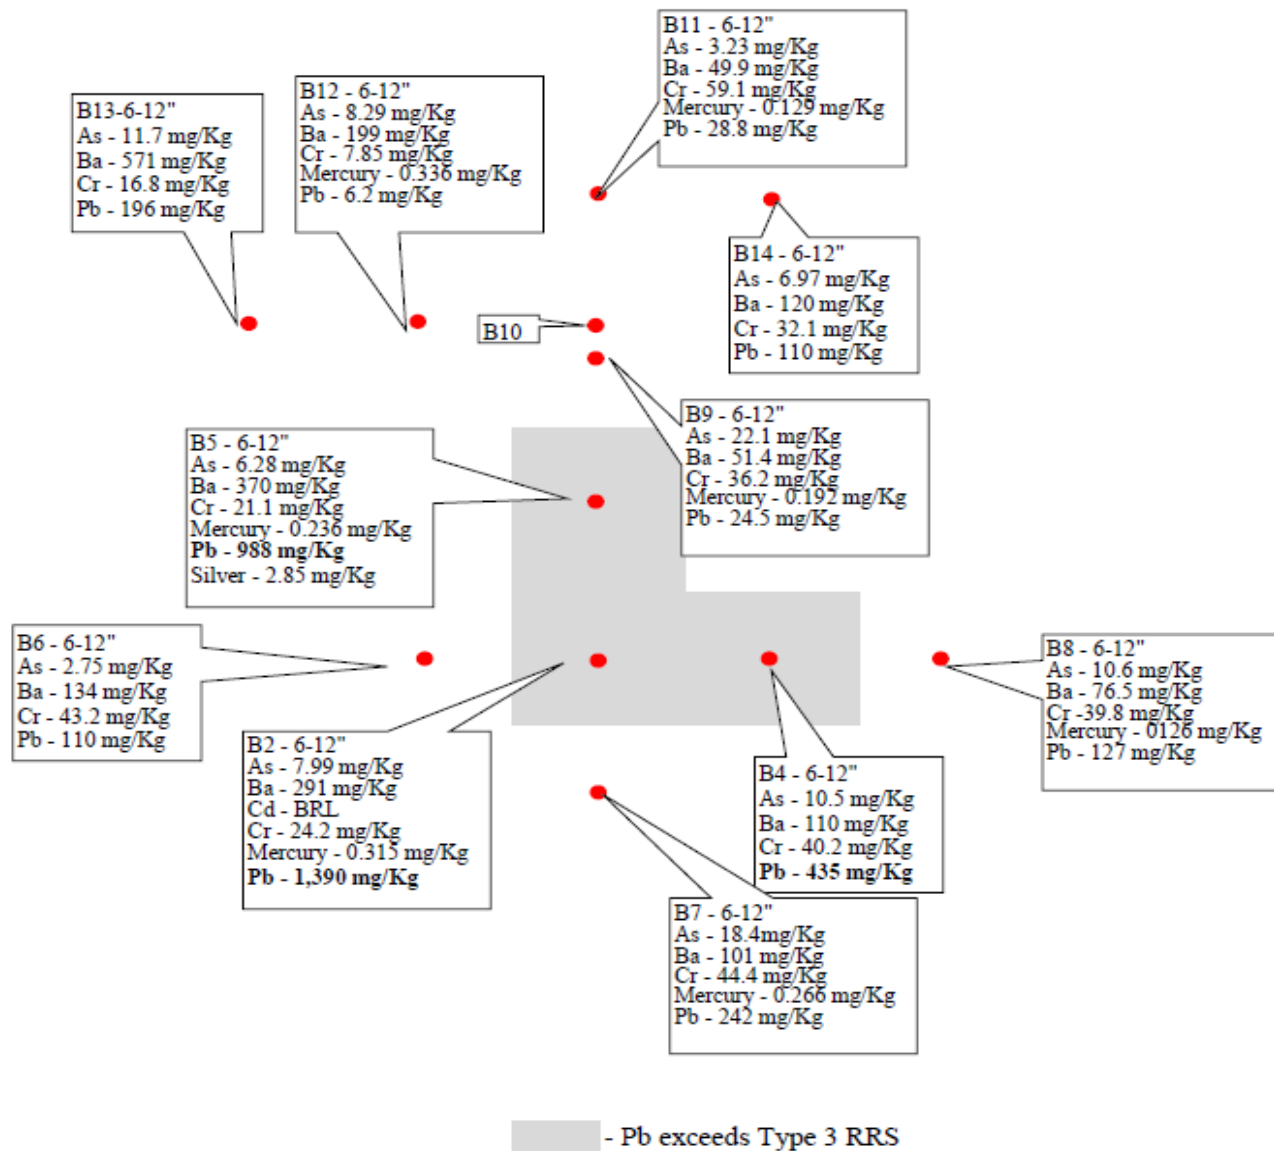 B11 - 6-12"
As - 3.23 mg/Kg
Ba - 49.9 mg/Kg
Cr - 59.1 mg/Kg
Mercury - 0.129 mg/Kg
Pb - 28.8 mg/Kg
B12 - 6-12"
As - 8.29 mg/Kg
Ba - 199 mg/Kg
Cr - 7.85 mg/Kg
Mercury - 0.336 mg/Kg
Pb - 6.2 mg/Kg
B13-6-12"
As - 11.7 mg/Kg
Ba - 571 mg/Kg
Cr - 16.8 mg/Kg
Pb - 196 mg/Kg
B14 - 6-12"
As - 6.97 mg/Kg
Ba - 120 mg/Kg
Cr - 32.1 mg/Kg
Pb - 110 mg/Kg
B10
B9 - 6-12"
As - 22.1 mg/Kg
Ba - 51.4 mg/Kg
Cr - 36.2 mg/Kg
Mercury - 0.192 mg/Kg
Pb - 24.5 mg/Kg
B5 - 6-12"
As - 6.28 mg/Kg
Ba - 370 mg/Kg
Cr - 21.1 mg/Kg
Mercury - 0.236 mg/Kg
Pb - 988 mg/Kg
Silver - 2.85 mg/Kg
B6 - 6-12"
As - 2.75 mg/Kg
Ba - 134 mg/Kg
Cr - 43.2 mg/Kg
Pb - 110 mg/Kg
B8 - 6-12"
As - 10.6 mg/Kg
Ba - 76.5 mg/Kg
Cr -39.8 mg/Kg
Mercury - 0126 mg/Kg
Pb - 127 mg/Kg
B2 - 6-12"
As - 7.99 mg/Kg
Ba - 291 mg/Kg
Cd - BRL
Cr - 24.2 mg/Kg
Mercury - 0.315 mg/Kg
Pb - 1,390 mg/Kg
B4 - 6-12"
As - 10.5 mg/Kg
Ba - 110 mg/Kg
Cr - 40.2 mg/Kg
Pb - 435 mg/Kg
B7 - 6-12"
As - 18.4mg/Kg
Ba - 101 mg/Kg
Cr - 44.4 mg/Kg
Mercury - 0.266 mg/Kg
Pb - 242 mg/Kg
- Pb exceeds Type 3 RRS